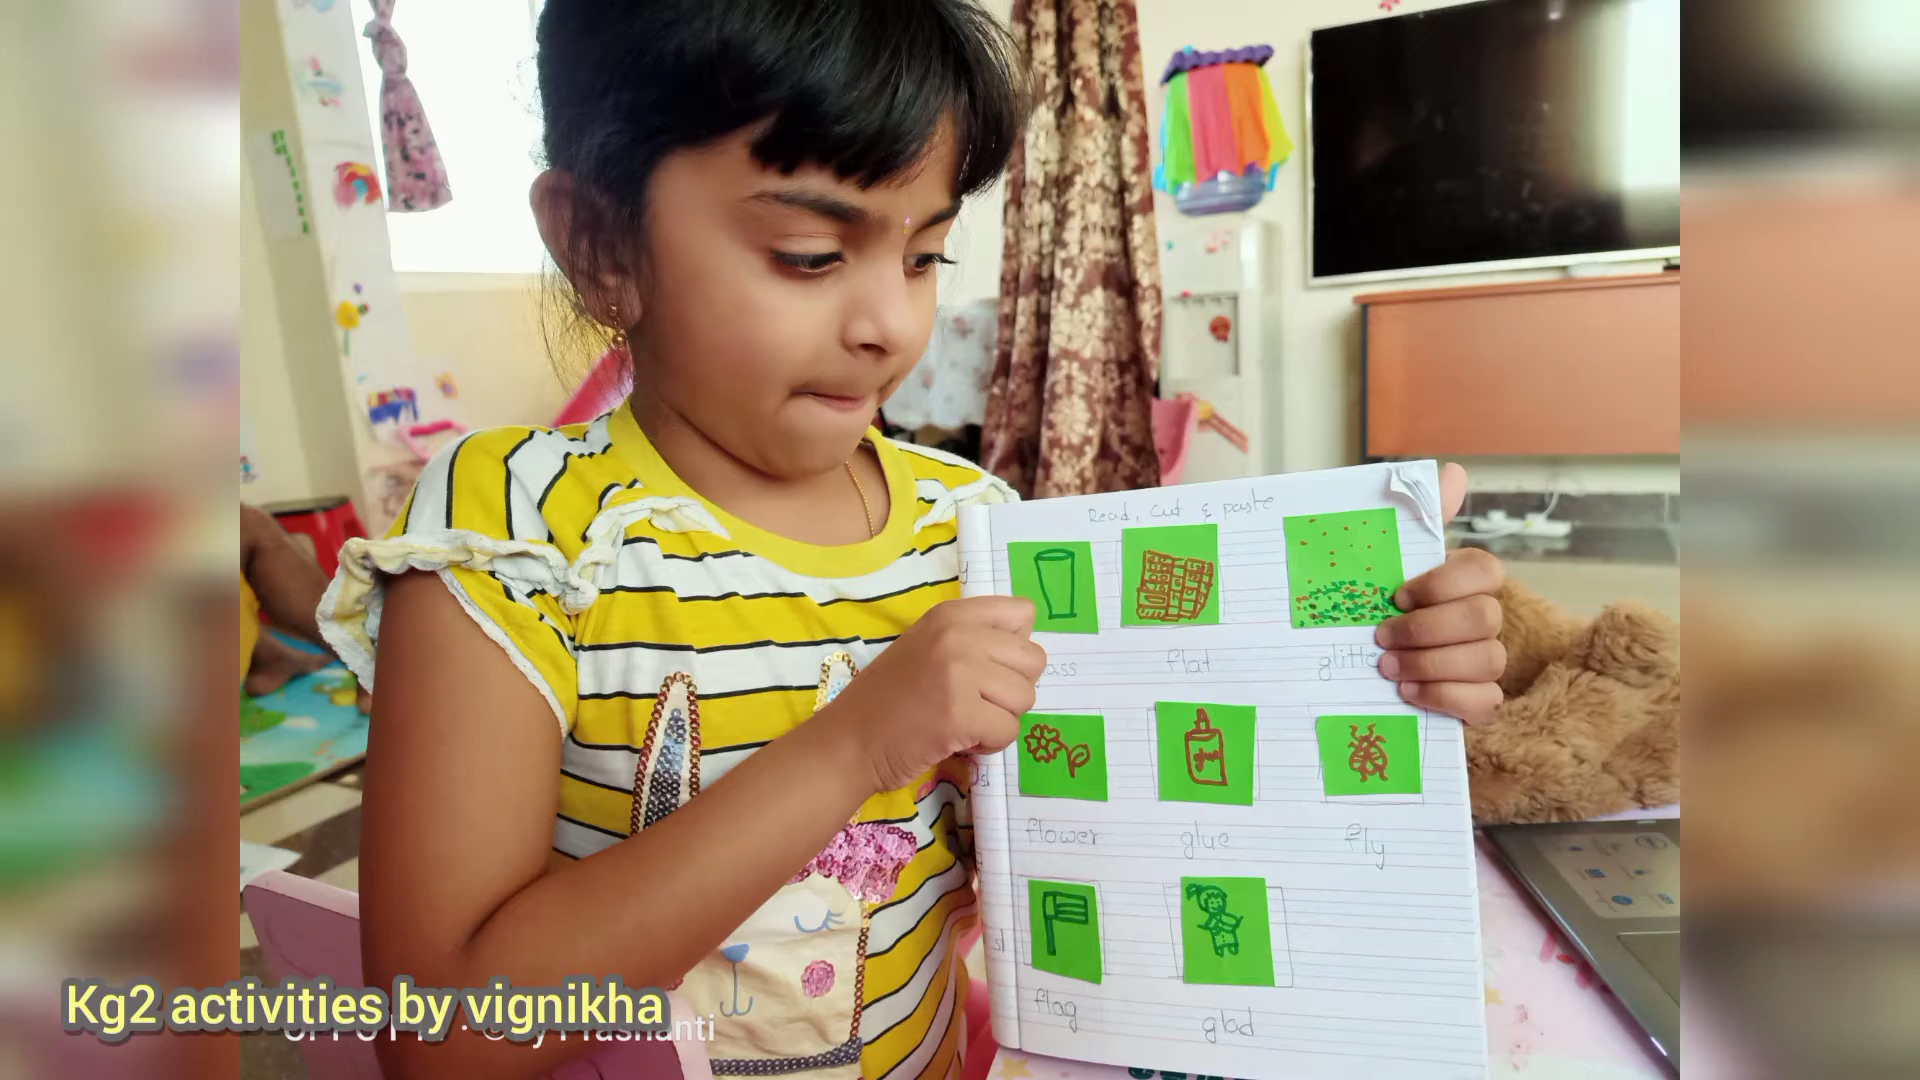 Read, cut & paste
flat
flower glue fly
flag glad
Kg2 activities by vignikha